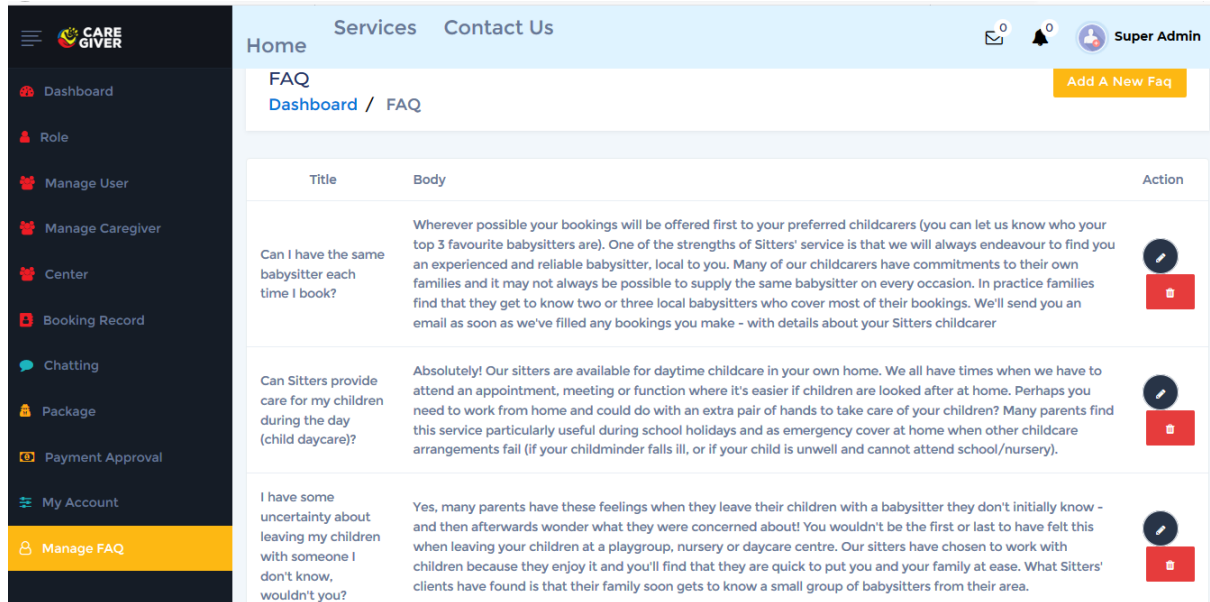 CARE
GIVER
Home
Services
Contact Us
0
0
Super Admin
Dashboard
Role
Manage User
Manage Caregiver
Center
Booking Record
Chatting
Package
Payment Approval
My Account
Manage FAQ
FAQ
Dashboard / FAQ
Add A New Faq
Title
Body
Action
Can I have the same
babysitter each
time I book?
Wherever possible your bookings will be offered first to your preferred childcarers (you can let us know who your
top 3 favourite babysitters are). One of the strengths of Sitters' service is that we will always endeavour to find you
an experienced and reliable babysitter, local to you. Many of our childcarers have commitments to their own
families and it may not always be possible to supply the same babysitter on every occasion. In practice families
find that they get to know two or three local babysitters who cover most of their bookings. We'll send you an
email as soon as we've filled any bookings you make - with details about your Sitters childcarer
Can Sitters provide
care for my children
during the day
(child daycare)?
Absolutely! Our sitters are available for daytime childcare in your own home. We all have times when we have to
attend an appointment, meeting or function where it's easier if children are looked after at home. Perhaps you
need to work from home and could do with an extra pair of hands to take care of your children? Many parents find
this service particularly useful during school holidays and as emergency cover at home when other childcare
arrangements fail (if your childminder falls ill, or if your child is unwell and cannot attend school/nursery).
I have some
uncertainty about
leaving my children
with someone I
don't know,
wouldn't you?
Yes, many parents have these feelings when they leave their children with a babysitter they don't initially know -
and then afterwards wonder what they were concerned about! You wouldn't be the first or last to have felt this
when leaving your children at a playgroup, nursery or daycare centre. Our sitters have chosen to work with
children because they enjoy it and you'll find that they are quick to put you and your family at ease. What Sitters'
clients have found is that their family soon gets to know a small group of babysitters from their area.